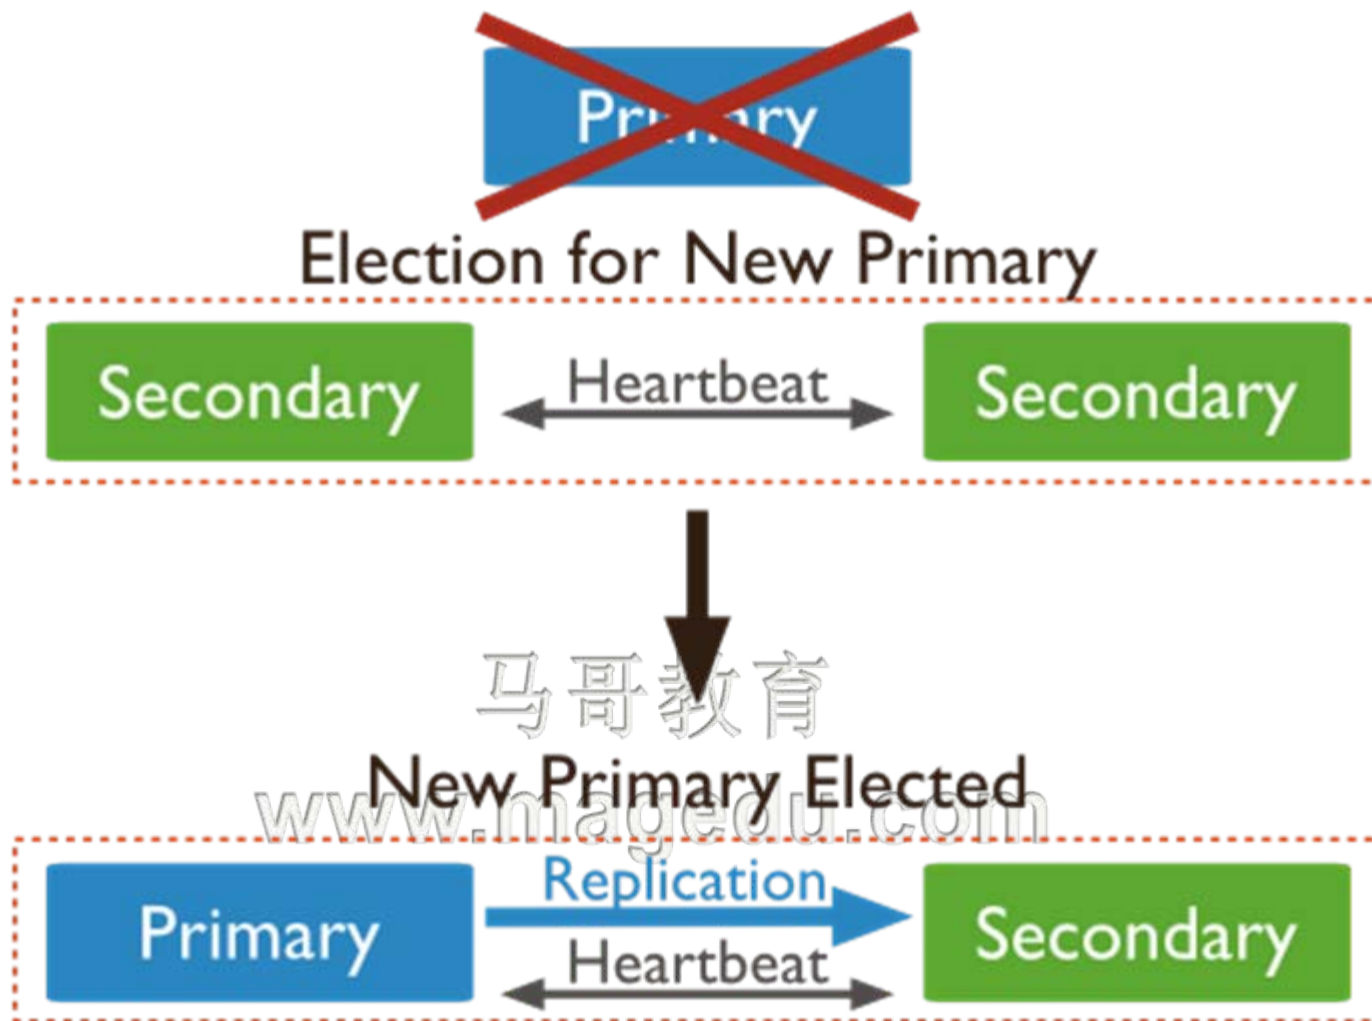 Primary
Election for New Primary
Secondary
Heartbeat
Secondary
马哥教育
New Primary Elected
www.magedu.com
Replication
Primary
Heartbeat
Secondary